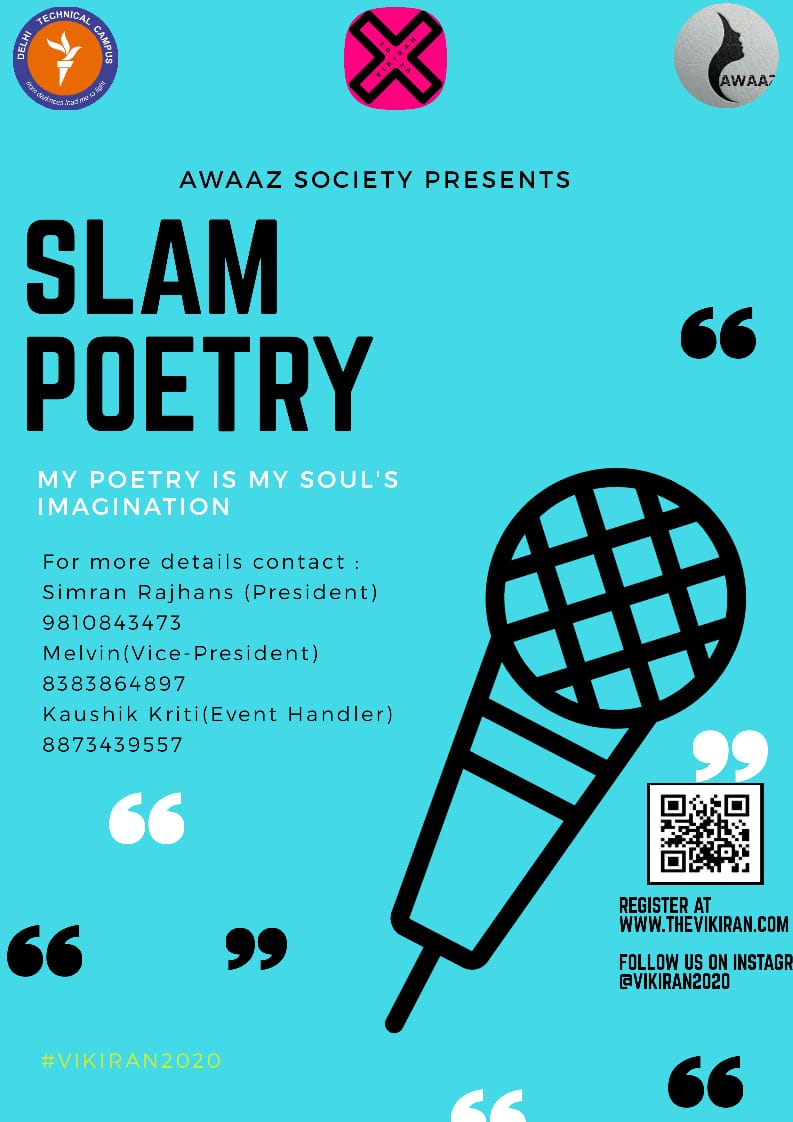 DELHI TECHNICAL CAMPUS
VIKIRAN
AWAAZ
AWAAZ SOCIETY PRESENTS
SLAM
POETRY
MY POETRY IS MY SOUL'S
IMAGINATION
For more details contact :
Simran Rajhans (President)
9810843473
Melvin(Vice-President)
8383864897
Kaushik Kriti(Event Handler)
8873439557
REGISTER AT
WWW.THEVIKIRAN.COM
FOLLOW US ON INSTAGR
@VIKIRAN2020
#VIKIRAN2020